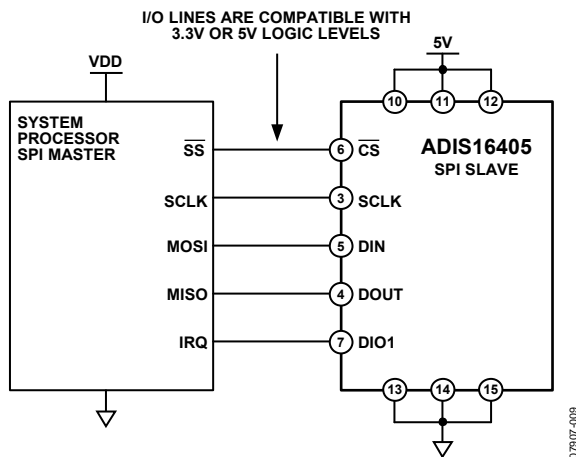 I/O LINES ARE COMPATIBLE WITH
3.3V OR 5V LOGIC LEVELS
VDD
5V
10
11
12
SYSTEM
PROCESSOR
SPI MASTER
ADIS16405
SPI SLAVE
SS
6
CS
SCLK
3
SCLK
MOSI
5
DIN
MISO
4
DOUT
IRQ
7
DIO1
13
14
15
07907-009